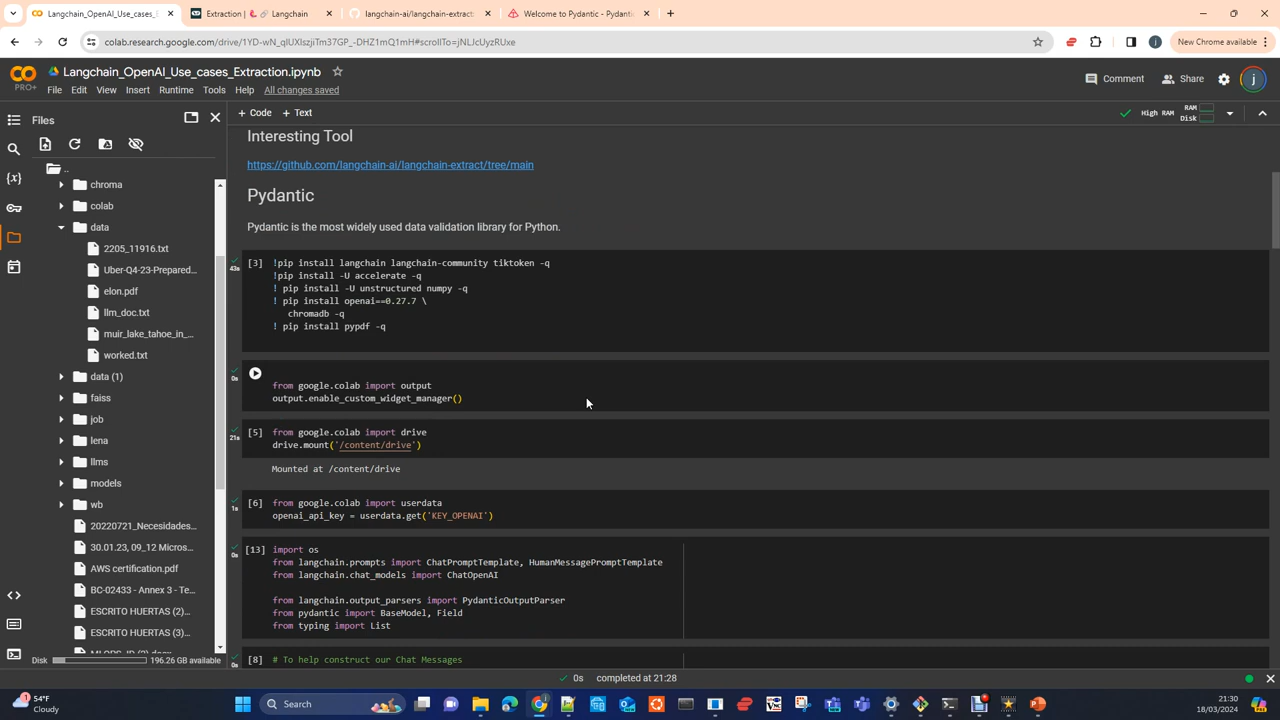 Langchain_OpenAI_Use_cases_
Extraction | 🦜️🔗 Langchain
langchain-ai/langchain-extract:
Welcome to Pydantic - Pydantic
colab.research.google.com/drive/1YD-wN_qIUXIszjiTm37GP_-DHZ1mQ1mH#scrollTo=jNLJcUyzRUxe
New Chrome available
CO
PRO+
Langchain_OpenAI_Use_cases_Extraction.ipynb
File Edit View Insert Runtime Tools Help All changes saved
Comment
Share
j
Files
+ Code + Text
High RAM
RAM
Disk
..
chroma
colab
data
2205_11916.txt
Uber-Q4-23-Prepared...
elon.pdf
llm_doc.txt
muir_lake_tahoe_in_...
worked.txt
data (1)
faiss
job
lena
llms
models
wb
20220721_Necesidades...
30.01.23, 09_12 Micros...
AWS certification.pdf
BC-02433 - Annex 3 - Te...
ESCRITO HUERTAS (2)...
ESCRITO HUERTAS (3)...
Disk
196.26 GB available
Interesting Tool
https://github.com/langchain-ai/langchain-extract/tree/main
Pydantic
Pydantic is the most widely used data validation library for Python.
[3] !pip install langchain langchain-community tiktoken -q
43s
!pip install -U accelerate -q
! pip install -U unstructured numpy -q
! pip install openai==0.27.7 \
chromadb -q
! pip install pypdf -q
0s
from google.colab import output
output.enable_custom_widget_manager()
[5] from google.colab import drive
21s
drive.mount('/content/drive')
Mounted at /content/drive
[6] from google.colab import userdata
1s
openai_api_key = userdata.get('KEY_OPENAI')
[13] import os
0s
from langchain.prompts import ChatPromptTemplate, HumanMessagePromptTemplate
from langchain.chat_models import ChatOpenAI
from langchain.output_parsers import PydanticOutputParser
from pydantic import BaseModel, Field
from typing import List
[8] # To help construct our Chat Messages
0s
0s completed at 21:28
54°F
Cloudy
Search
21:30
18/03/2024